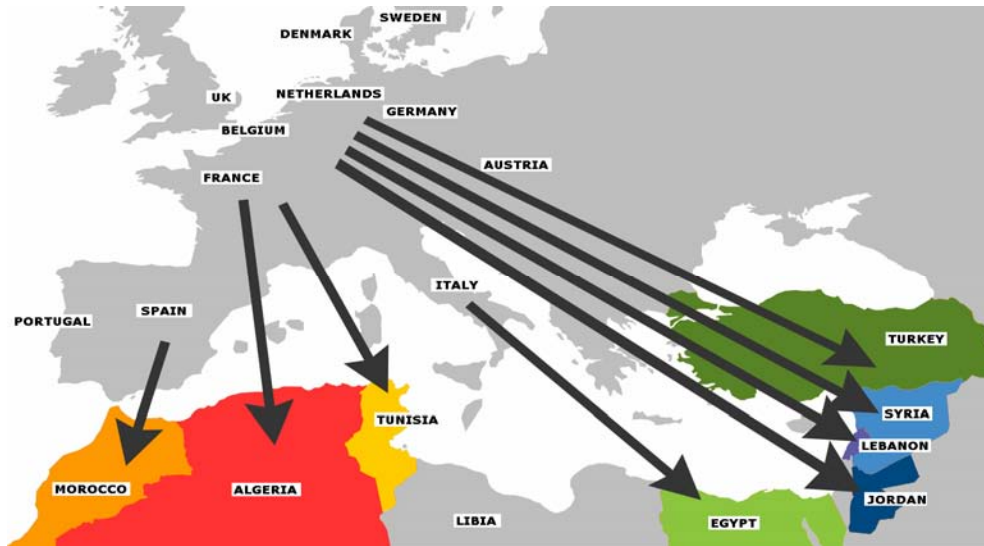 SWEDEN
DENMARK
NETHERLANDS
UK
GERMANY
BELGIUM
AUSTRIA
FRANCE
ITALY
SPAIN
PORTUGAL
TURKEY
SYRIA
TUNISIA
LEBANON
MOROCCO
ALGERIA
JORDAN
LIBIA
EGYPT